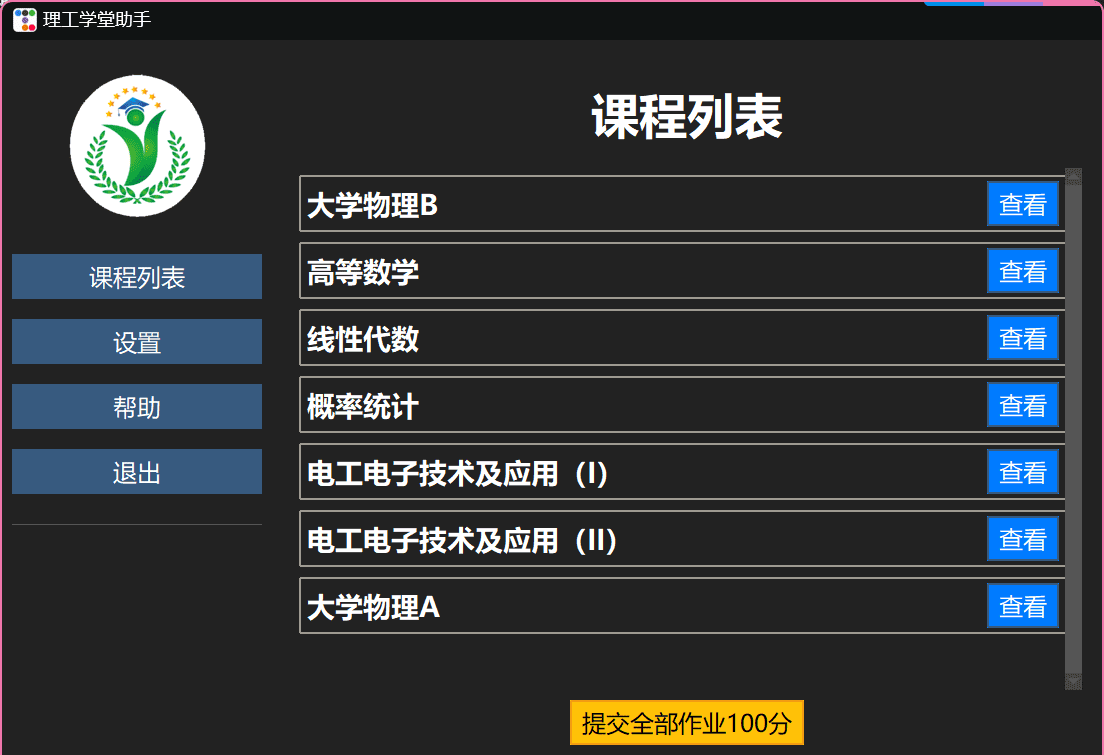 理工学堂助手
课程列表
设置
帮助
退出
课程列表
大学物理B 查看
高等数学 查看
线性代数 查看
概率统计 查看
电工电子技术及应用（I） 查看
电工电子技术及应用（II） 查看
大学物理A 查看
提交全部作业100分